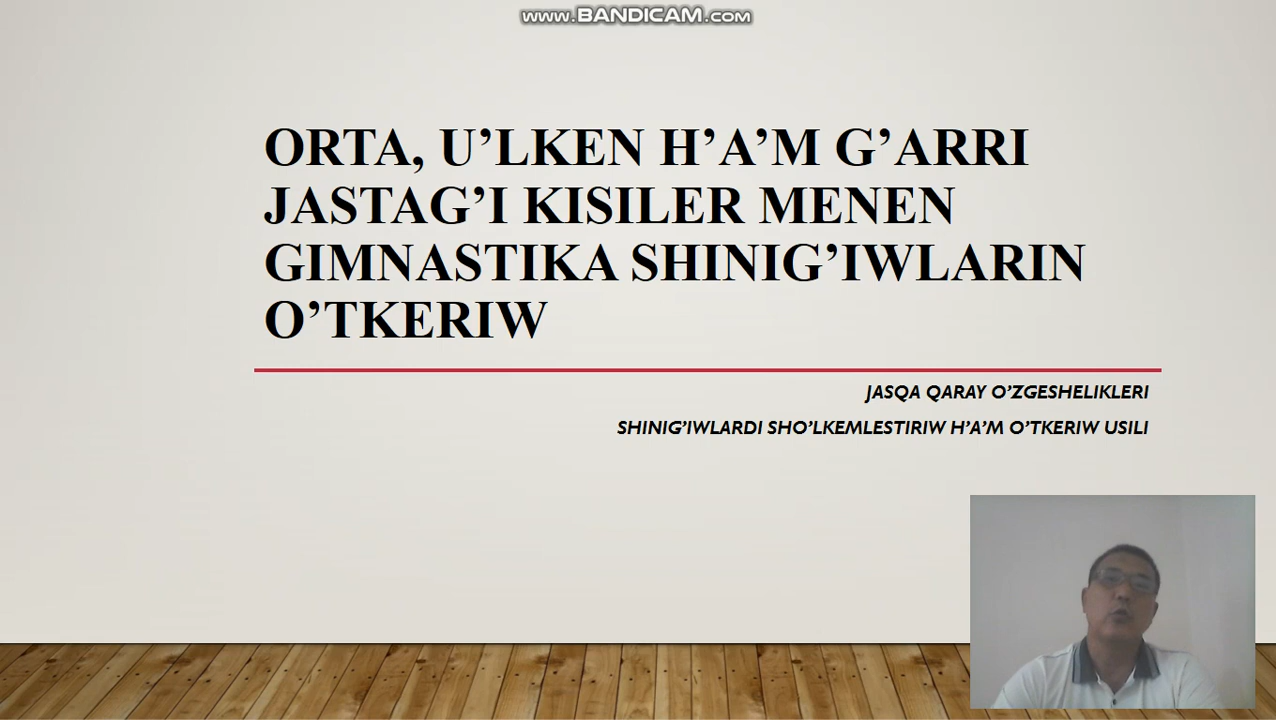 www.BANDICAM.com
ORTA, U’LKEN H’A’M G’ARRI
JASTAG’I KISILER MENEN
GIMNASTIKA SHINIG’IWLARIN
O’TKERIW
JASQA QARAY O’ZGESHELIKLERI
SHINIG’IWLARDI SHO’LKEMLESTIRIW H’A’M O’TKERIW USILI